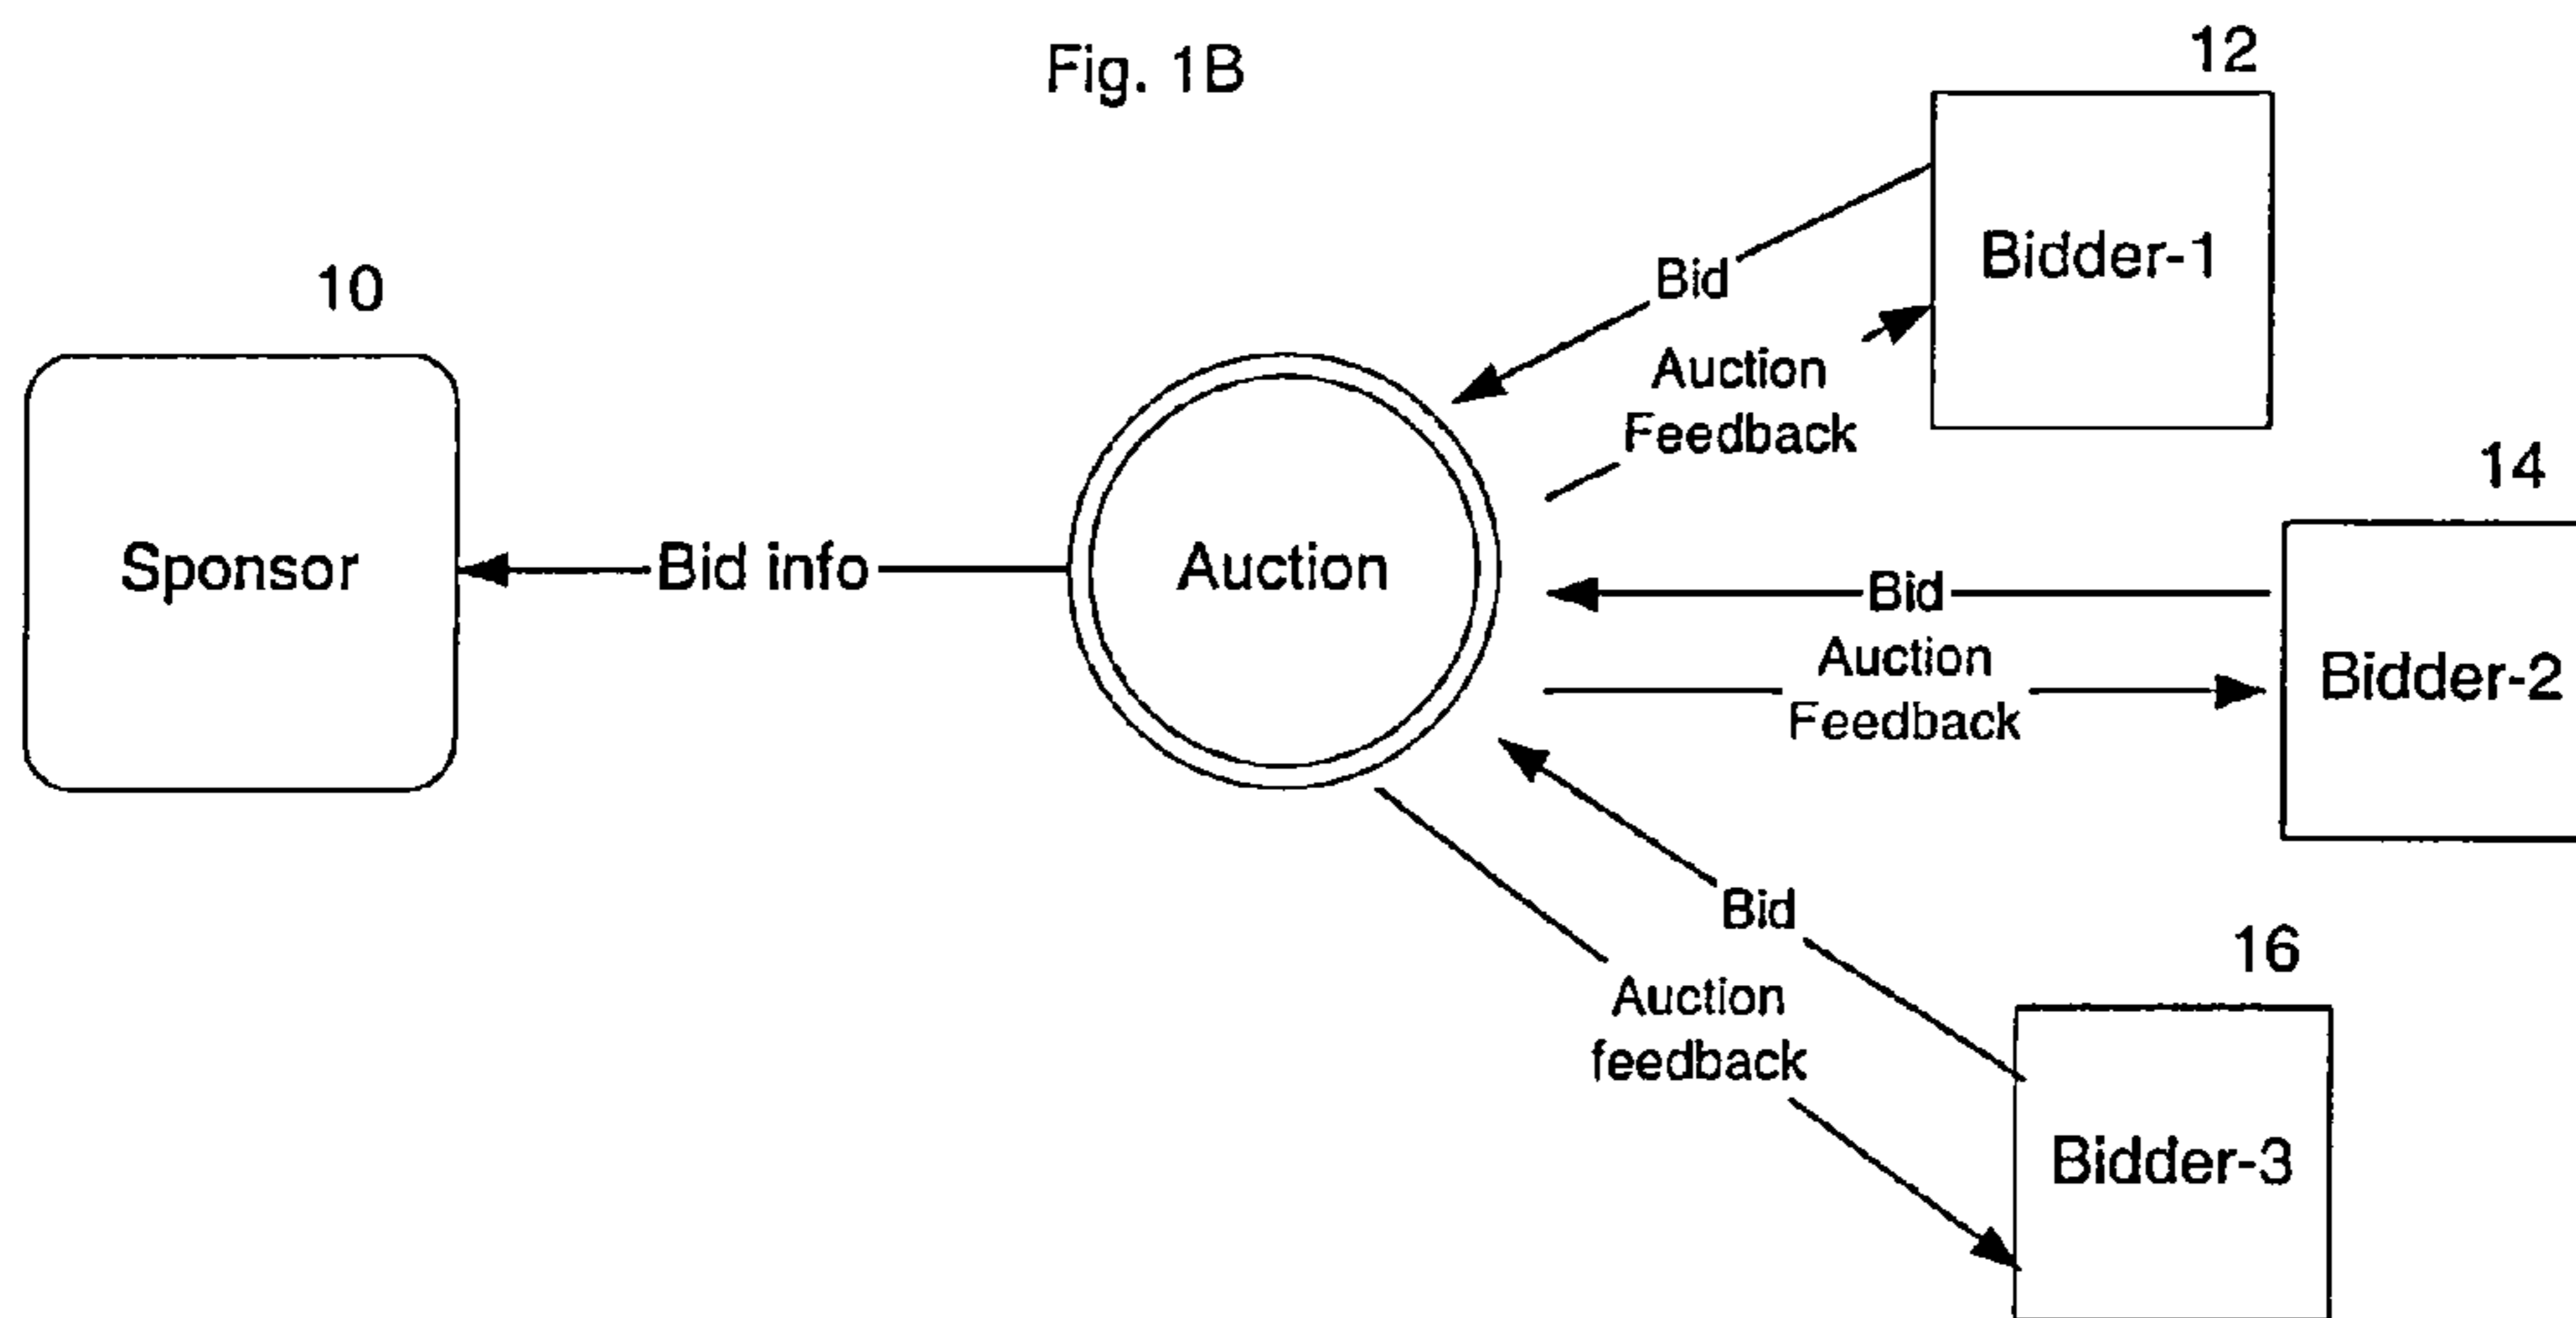 Fig. 1B
12
Bidder-1
Bid
10
Auction
Feedback
14
Sponsor
Bid info
Auction
Bid
Auction
Feedback
Bidder-2
Bid
16
Auction
feedback
Bidder-3